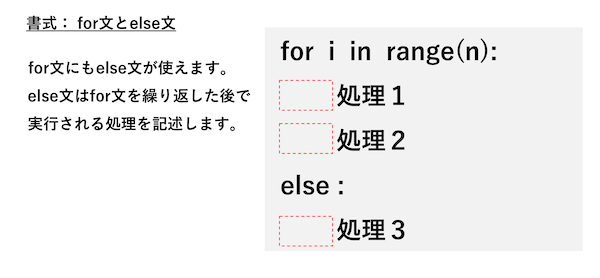 書式： for文とelse文
for文にもelse文が使えます。
else文はfor文を繰り返した後で
実行される処理を記述します。
for i in range(n):
処理１
処理２
else :
処理３